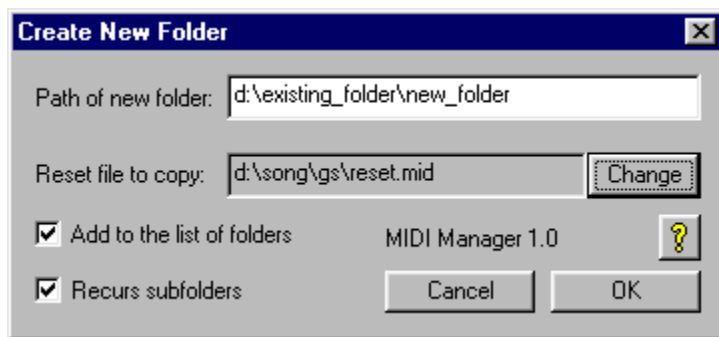 Create New Folder
Path of new folder: d:\existing_folder\new_folder
Reset file to copy: d:\song\gs\reset.mid Change
Add to the list of folders MIDI Manager 1.0 ?
Recurs subfolders Cancel OK